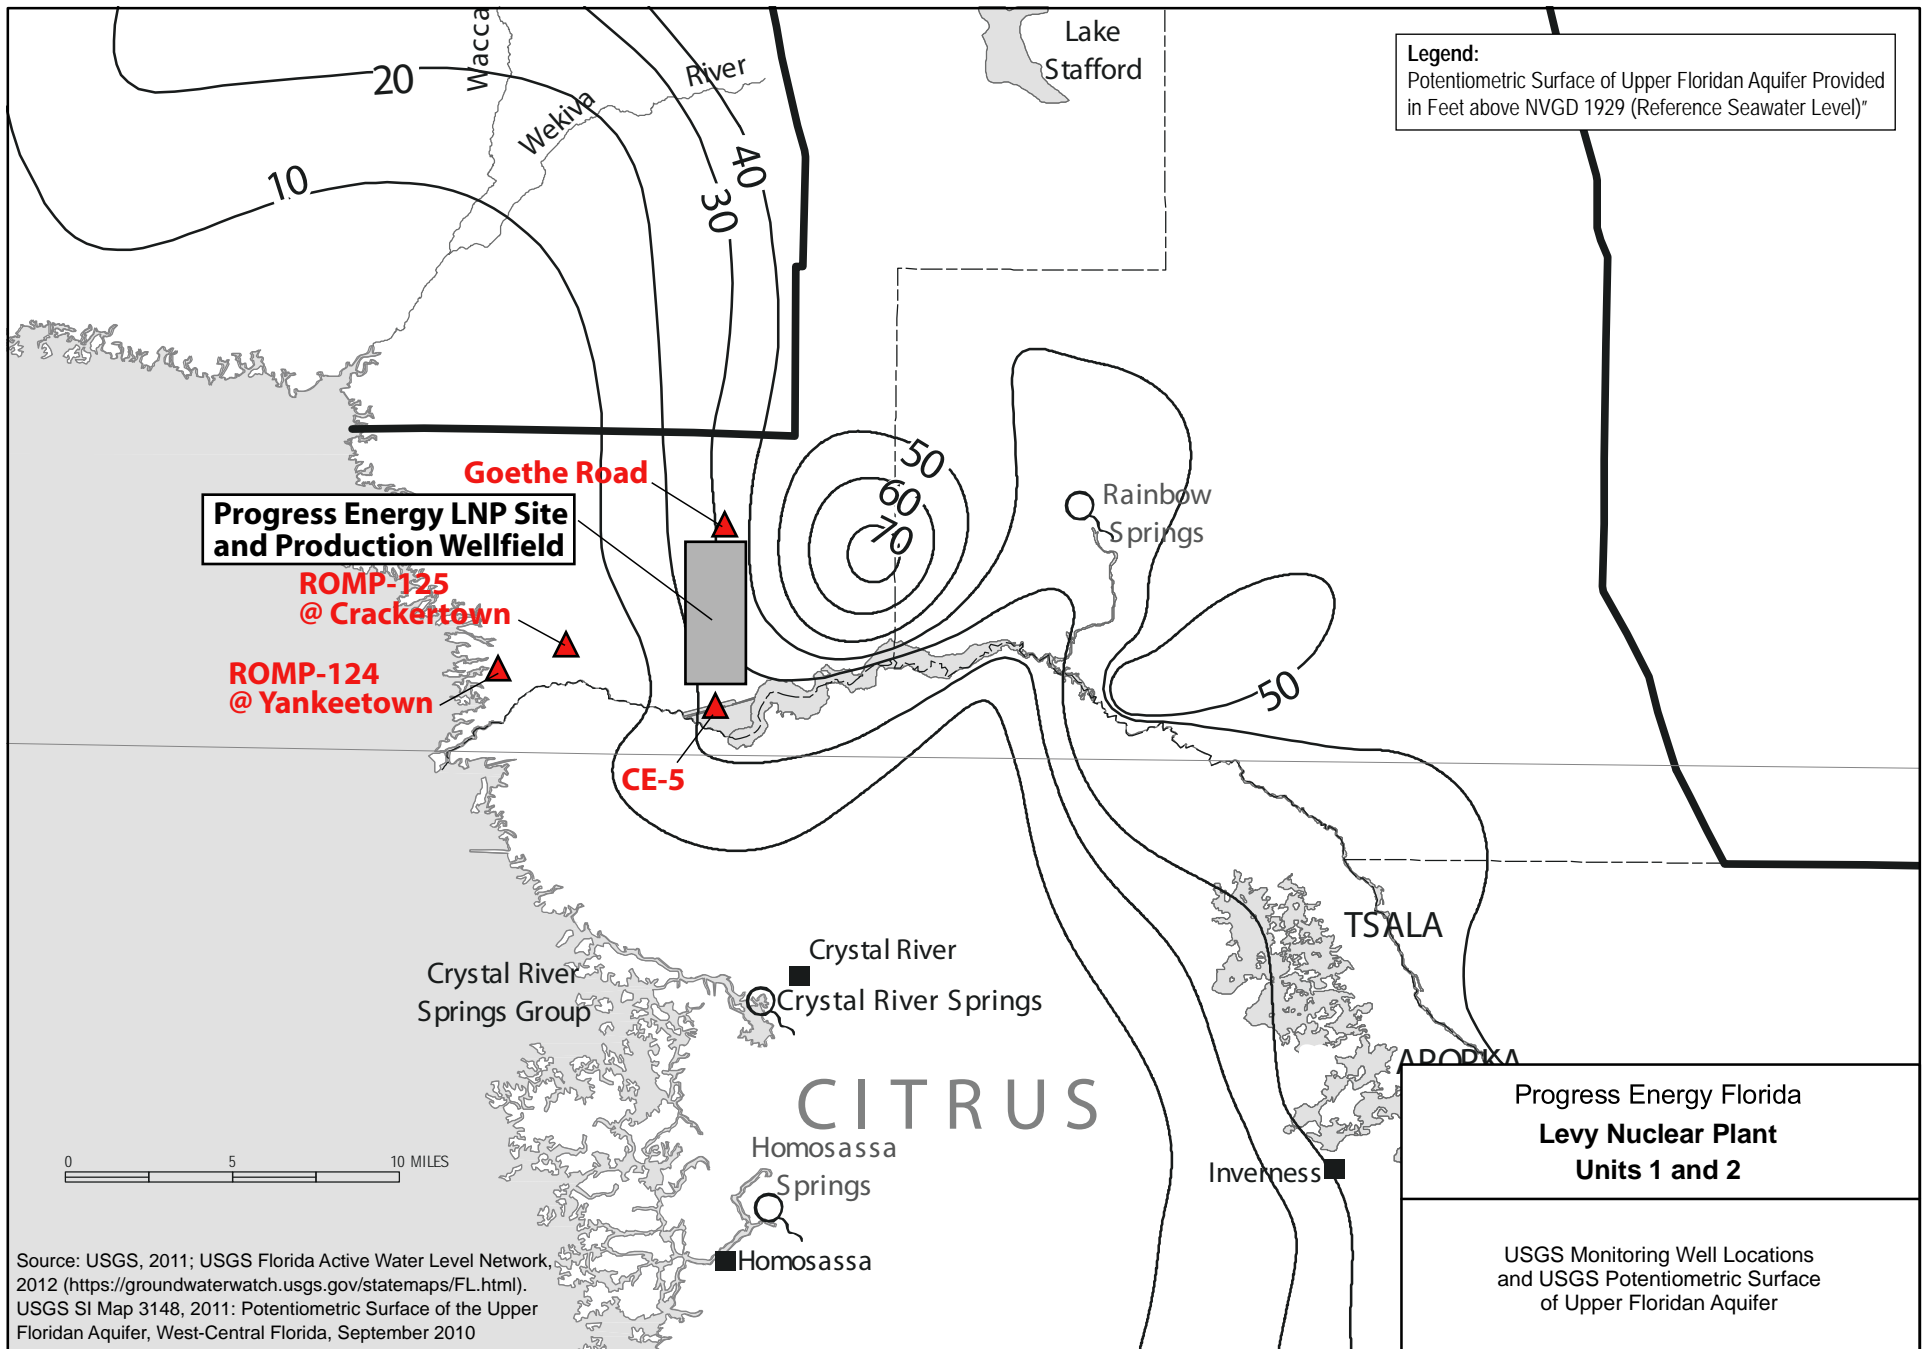 Wacca
River
Wekiva
Lake
Stafford
Legend:
Potentiometric Surface of Upper Floridan Aquifer Provided
in Feet above NVGD 1929 (Reference Seawater Level)"
20
10
40
30
50
60
70
Goethe Road
Progress Energy LNP Site
and Production Wellfield
Rainbow
Springs
ROMP-125
@ Crackertown
ROMP-124
@ Yankeetown
50
CE-5
TSALA
APOPKA
Crystal River
Crystal River
Springs Group
Crystal River Springs
CITRUS
Homosassa
Springs
Inverness
Homosassa
0 5 10 MILES
Source: USGS, 2011; USGS Florida Active Water Level Network,
2012 (https://groundwaterwatch.usgs.gov/statemaps/FL.html).
USGS SI Map 3148, 2011: Potentiometric Surface of the Upper
Floridan Aquifer, West-Central Florida, September 2010
Progress Energy Florida
Levy Nuclear Plant
Units 1 and 2
USGS Monitoring Well Locations
and USGS Potentiometric Surface
of Upper Floridan Aquifer